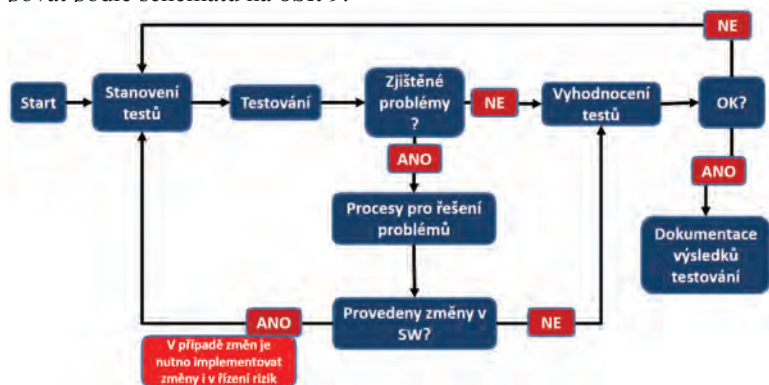 NE
Start
Stanovení
testů
Testování
Zjištěné
problémy
?
NE
Vyhodnocení
testů
OK?
ANO
ANO
Procesy pro řešení
problémů
Dokumentace
výsledků
testování
ANO
Provedeny změny v
SW?
NE
V případě změn je
nutno implementovat
změny i v řízení rizik